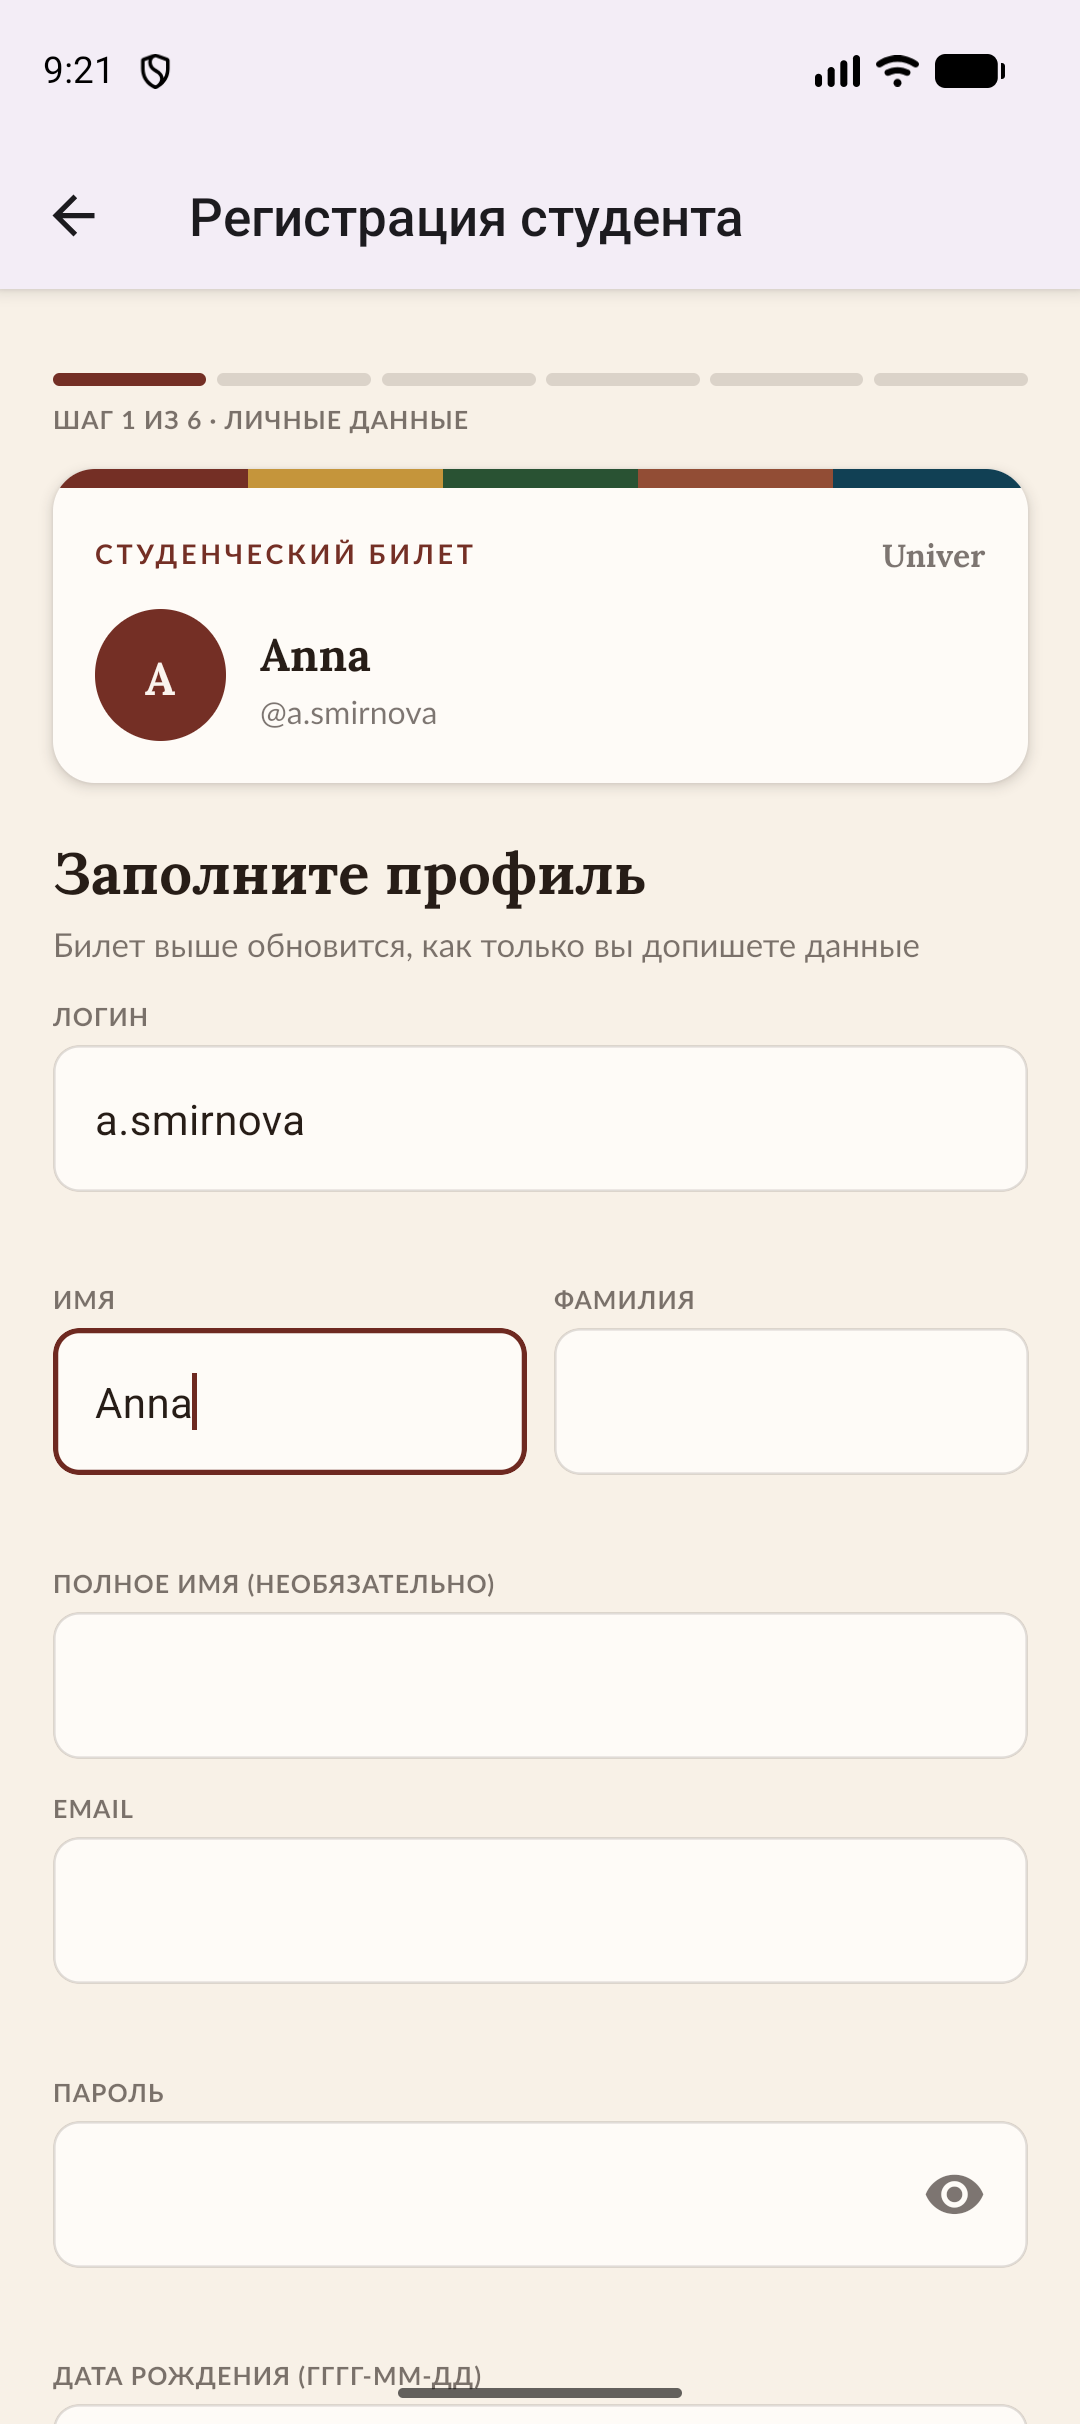 9:21
Регистрация студента
ШАГ 1 ИЗ 6 · ЛИЧНЫЕ ДАННЫЕ
СТУДЕНЧЕСКИЙ БИЛЕТ
Univer
A
Anna
@a.smirnova
Заполните профиль
Билет выше обновится, как только вы допишете данные
ЛОГИН
a.smirnova
ИМЯ
ФАМИЛИЯ
Anna
ПОЛНОЕ ИМЯ (НЕОБЯЗАТЕЛЬНО)
EMAIL
ПАРОЛЬ
ДАТА РОЖДЕНИЯ (ГГГГ-ММ-ДД)